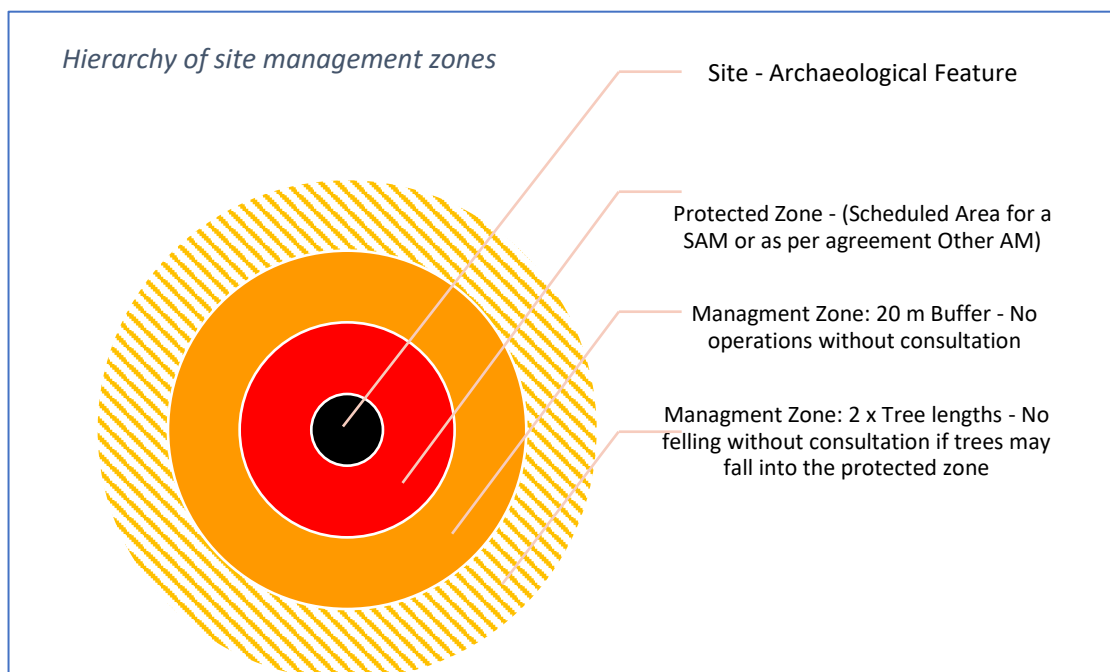 Hierarchy of site management zones
Site - Archaeological Feature
Protected Zone - (Scheduled Area for a
SAM or as per agreement Other AM)
Managment Zone: 20 m Buffer - No
operations without consultation
Managment Zone: 2 x Tree lengths - No
felling without consultation if trees may
fall into the protected zone